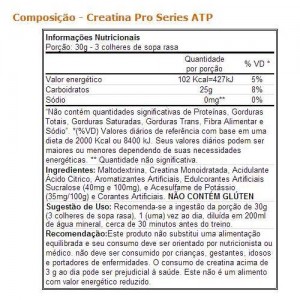 Composição - Creatina Pro Series ATP
Informações Nutricionais
Porção: 30g - 3 colheres de sopa rasa
Quantidade por porção % VD *
Valor energético 102 Kcal=427kJ 5%
Carboidratos 25g 8%
Sódio 0mg** 0%
"Não contém quantidades significativas de Proteínas, Gorduras
Totais, Gorduras Saturadas, Gorduras Trans, Fibra Alimentar e
Sódio". *(%VD) Valores diários de referência com base em uma
dieta de 2000 Kcal ou 8400 kJ. Seus valores diários podem ser
maiores ou menores dependendo de suas necessidades
energéticas. ** Quantidade não significativa.
Ingredientes: Maltodextrina, Creatina Monoidratada, Acidulante
Ácido Cítrico, Aromatizantes Artificiais, Edulcorantes Artificiais
Sucralose (40mg e 100mg), e Acesulfame de Potássio
(35mg/100g) e Corantes Artificiais. NÃO CONTÉM GLÚTEN
Sugestão de Uso: Recomenda-se a ingestão da porção de 30g
(3 colheres de sopa rasa), 1 (uma) vez ao dia, diluída em 200ml
de água mineral, cerca de 30 minutos antes do treino.
Recomendação:"Este produto não substitui uma alimentação
equilibrada e seu consumo deve ser orientado por nutricionista ou
médico. não deve ser consumido por crianças, gestantes, idosos
e portadores de enfermidades. O consumo de creatina acima de
3 g ao dia pode ser prejudicial à saúde. Este não é um alimento
com valor energético reduzido.